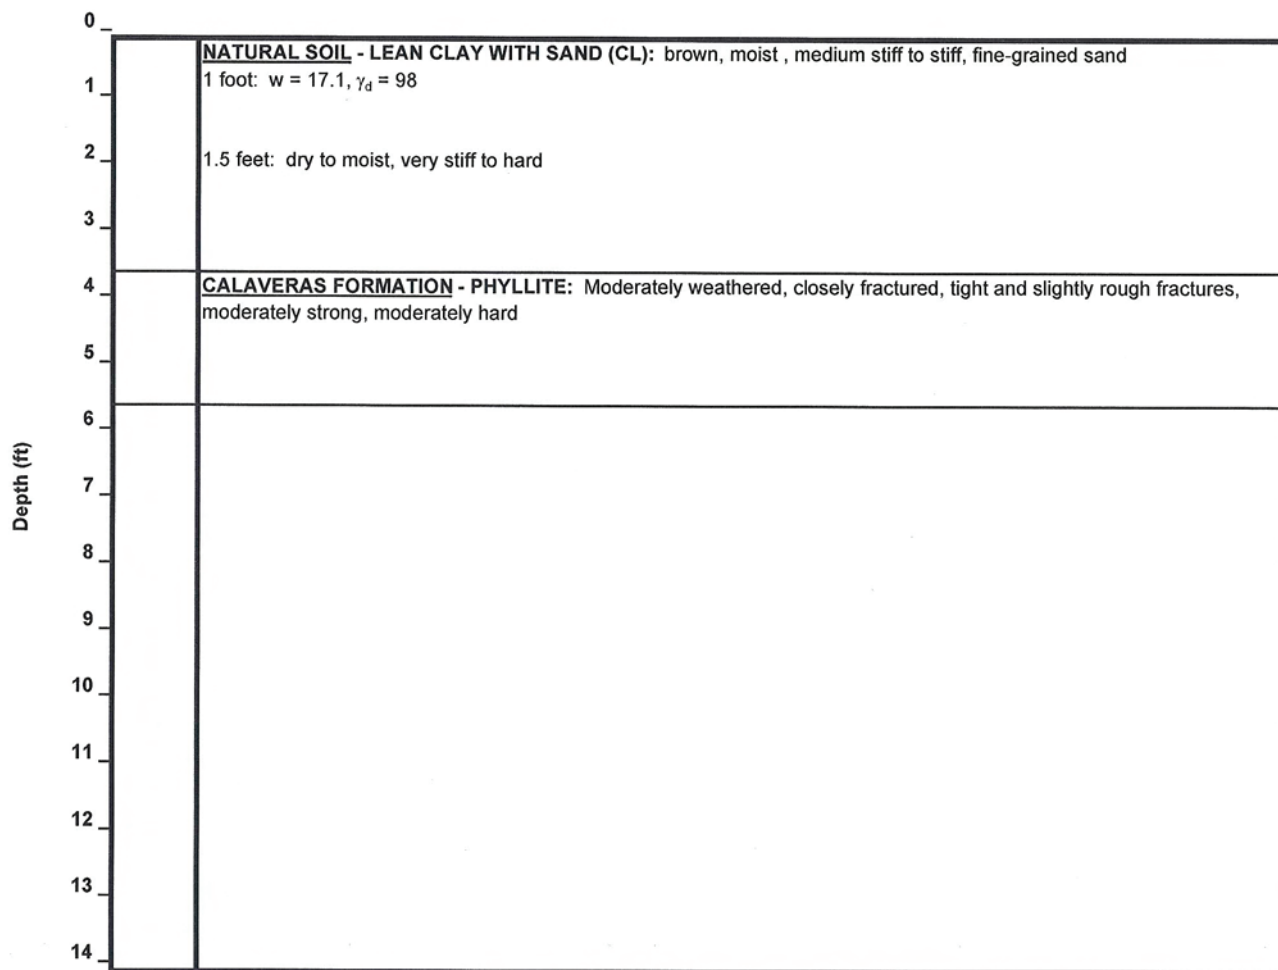 0
NATURAL SOIL - LEAN CLAY WITH SAND (CL): brown, moist , medium stiff to stiff, fine-grained sand
1
1 foot: w = 17.1, γd = 98
2
1.5 feet: dry to moist, very stiff to hard
3
4
CALAVERAS FORMATION - PHYLLITE: Moderately weathered, closely fractured, tight and slightly rough fractures,
moderately strong, moderately hard
5
6
Depth (ft)
7
8
9
10
11
12
13
14